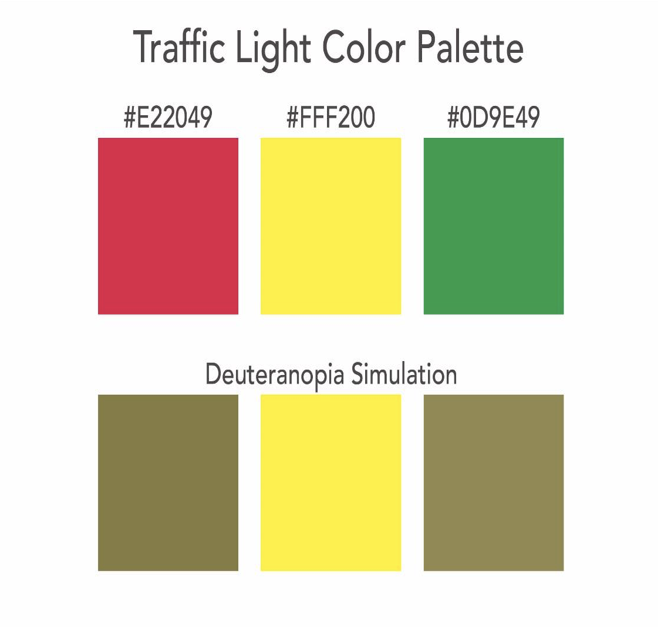 Traffic Light Color Palette
#E22049 #FFF200 #0D9E49
Deuteranopia Simulation